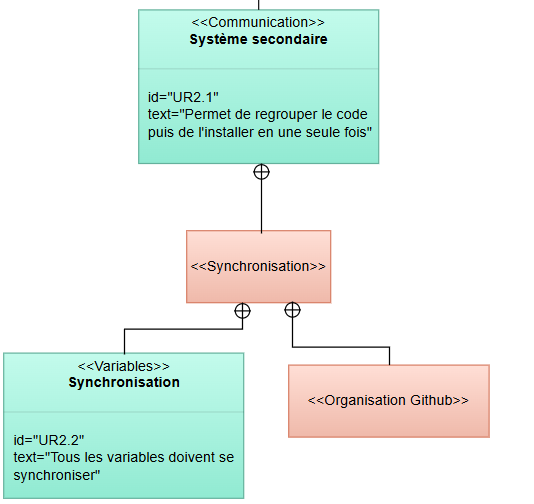 <<Communication>>
Système secondaire
id="UR2.1"
text="Permet de regrouper le code
puis de l'installer en une seule fois"
<<Synchronisation>>
<<Variables>>
Synchronisation
id="UR2.2"
text="Tous les variables doivent se
synchroniser"
<<Organisation Github>>